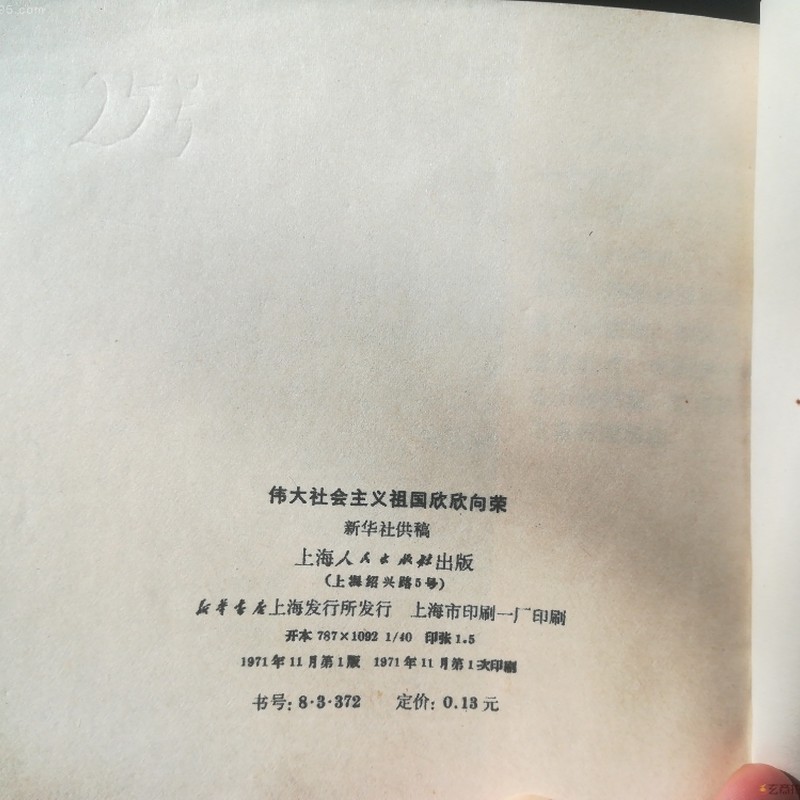 伟大社会主义祖国欣欣向荣
新华社供稿
上海人民出版社出版
(上海绍兴路5号)
新华书店上海发行所发行 上海市印刷一厂印刷
开本 787×1092 1/40 印张 1.5
1971年11月第1版 1971年11月第1次印刷
书号: 8·3·372 定价: 0.13元